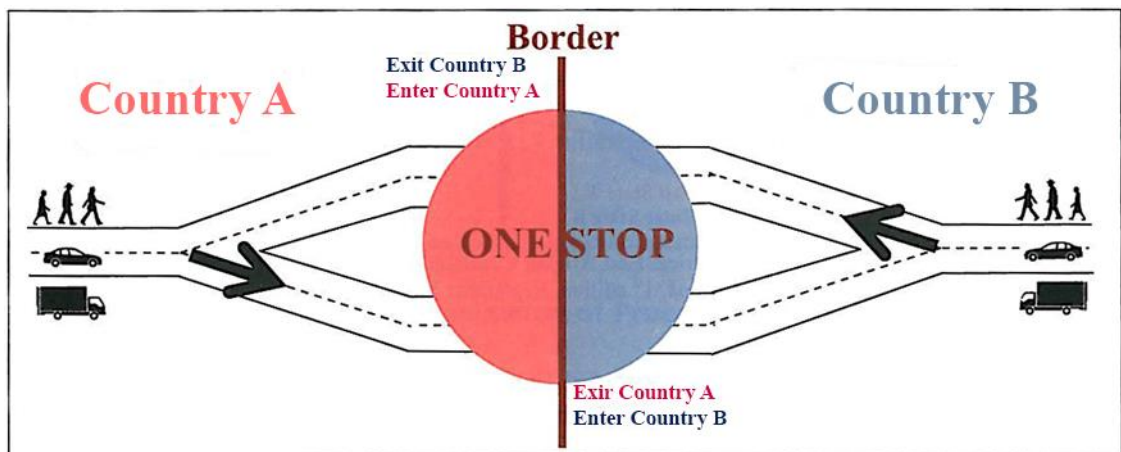 Border
Exit Country B
Enter Country A
Country A
Country B
ONE STOP
Exir Country A
Enter Country B